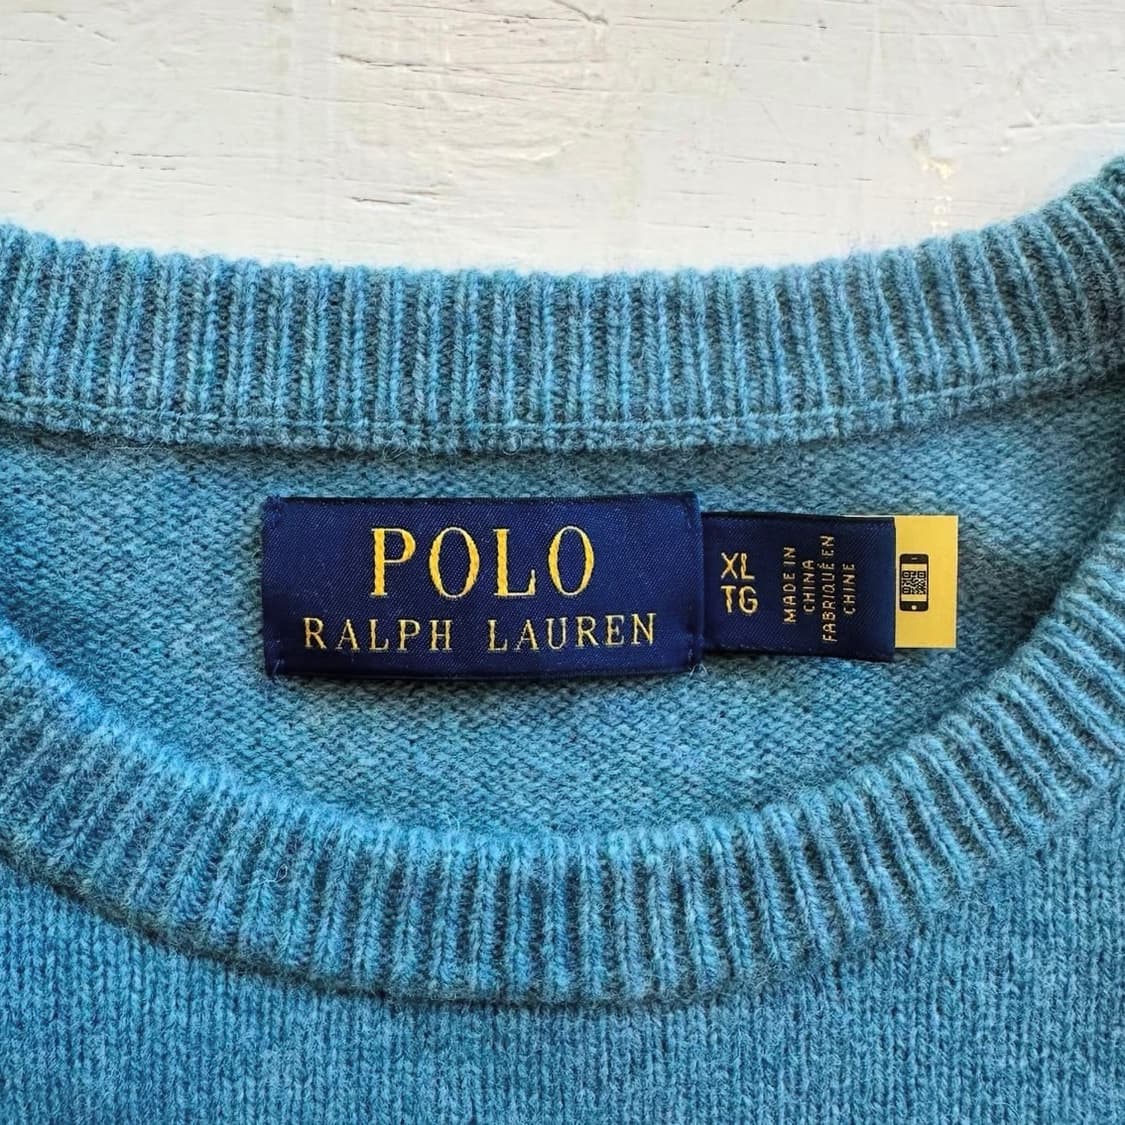 POLO
RALPH LAUREN
XL
TG
MADE IN
CHINA
FABRIQUÉ EN
CHINE